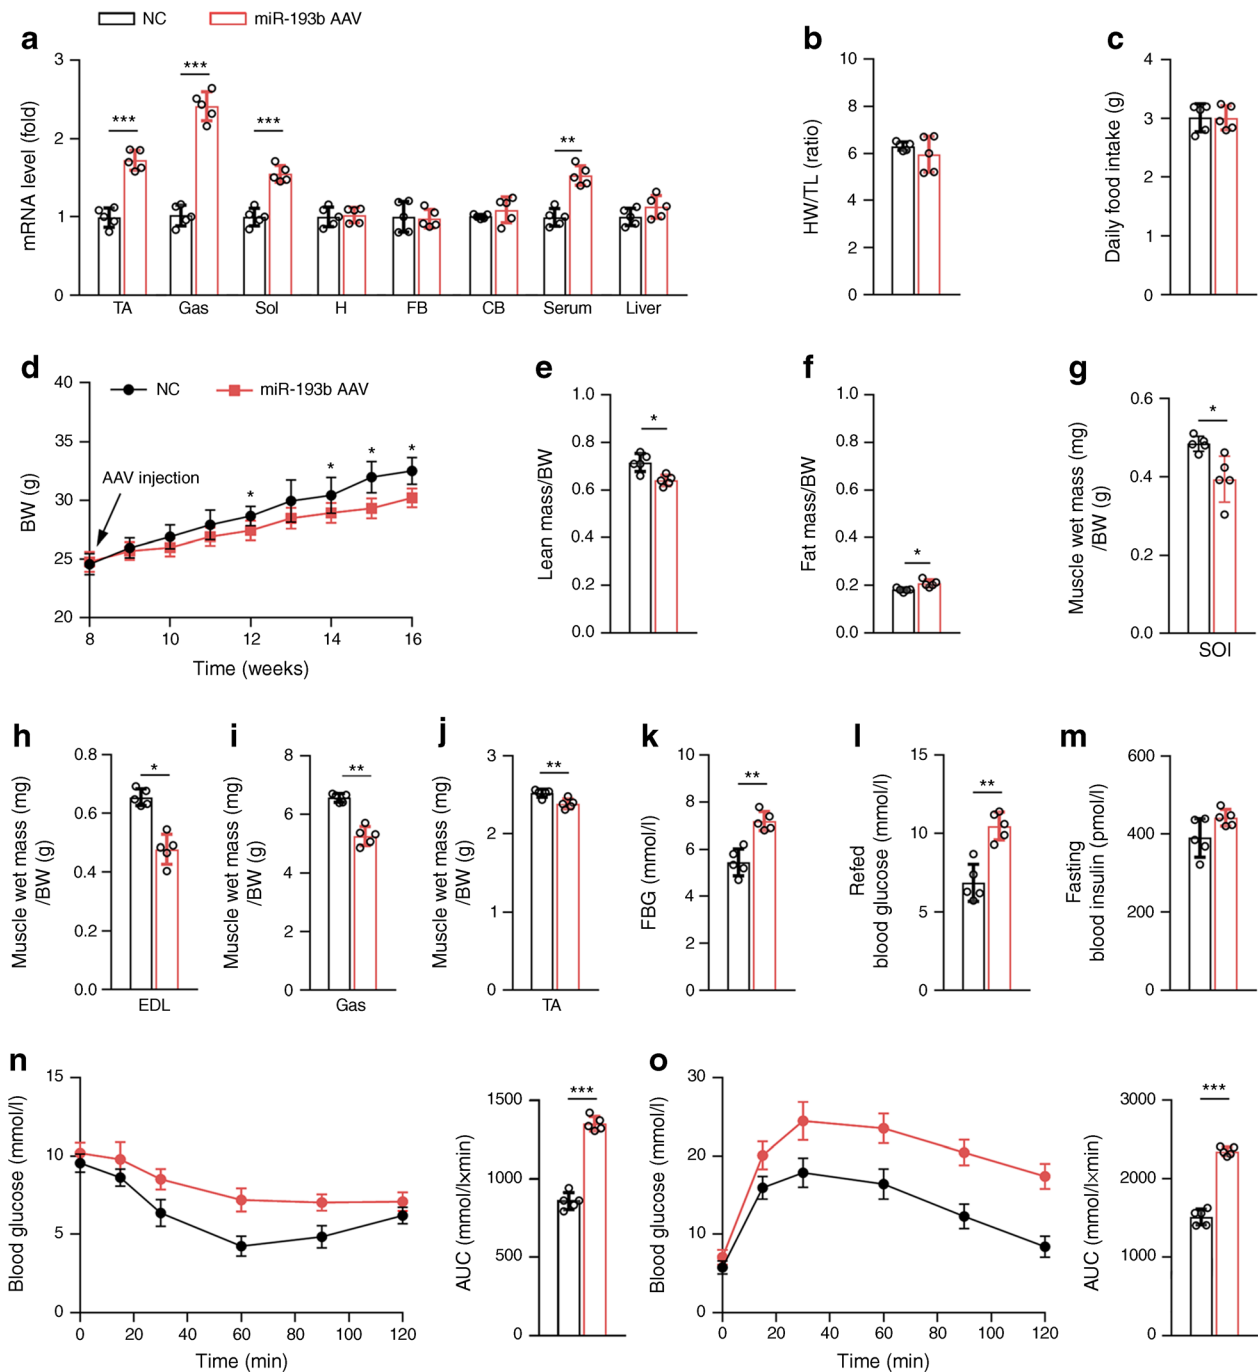 NC
miR-193b AAV
a
mRNA level (fold)
3
2
1
0
***
***
***
**
TA
Gas
Sol
H
FB
CB
Serum
Liver
b
HW/TL (ratio)
10
8
6
4
2
0
c
Daily food intake (g)
4
3
2
1
0
d
NC
miR-193b AAV
BW (g)
40
35
30
25
20
AAV injection
*
*
*
*
8
10
12
14
16
Time (weeks)
e
Lean mass/BW
1.0
0.8
0.6
0.4
0.2
0.0
*
f
Fat mass/BW
1.0
0.8
0.6
0.4
0.2
0.0
*
g
Muscle wet mass (mg)
/BW (g)
0.6
0.4
0.2
0.0
*
SOl
h
Muscle wet mass (mg)
/BW (g)
0.8
0.6
0.4
0.2
0.0
*
EDL
i
Muscle wet mass (mg)
/BW (g)
8
6
4
2
0
**
Gas
j
Muscle wet mass (mg)
/BW (g)
3
2
1
0
**
TA
k
FBG (mmol/l)
10
8
6
4
2
0
**
l
Refed
blood glucose (mmol/l)
15
10
5
0
**
m
Fasting
blood insulin (pmol/l)
600
400
200
0
n
Blood glucose (mmol/l)
15
10
5
0
0
20
40
60
80
100
120
Time (min)
AUC (mmol/l×min)
1500
1000
500
0
***
o
Blood glucose (mmol/l)
30
20
10
0
0
20
40
60
80
100
120
Time (min)
AUC (mmol/l×min)
3000
2000
1000
0
***